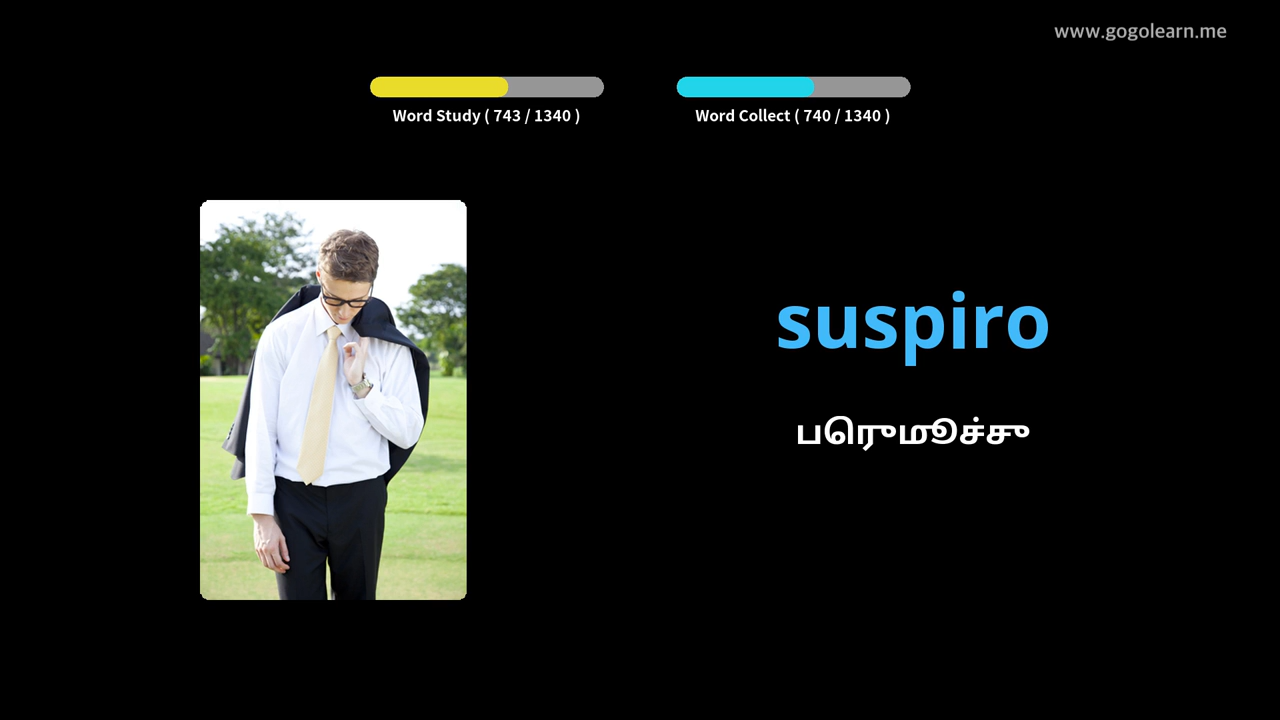 www.gogolearn.me
Word Study ( 743 / 1340 )
Word Collect ( 740 / 1340 )
suspiro
பெருமூச்சு